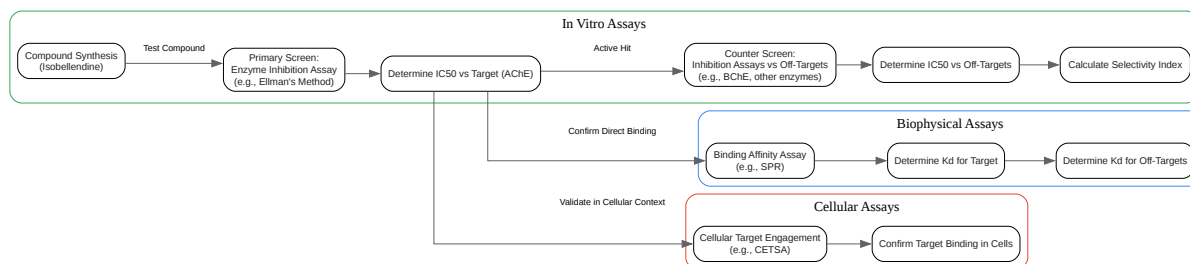 In Vitro Assays
Compound Synthesis
(Isobellendine)
Test Compound
Primary Screen:
Enzyme Inhibition Assay
(e.g., Ellman's Method)
Determine IC50 vs Target (AChE)
Active Hit
Counter Screen:
Inhibition Assays vs Off-Targets
(e.g., BChE, other enzymes)
Determine IC50 vs Off-Targets
Calculate Selectivity Index
Confirm Direct Binding
Biophysical Assays
Binding Affinity Assay
(e.g., SPR)
Determine Kd for Target
Determine Kd for Off-Targets
Validate in Cellular Context
Cellular Assays
Cellular Target Engagement
(e.g., CETSA)
Confirm Target Binding in Cells